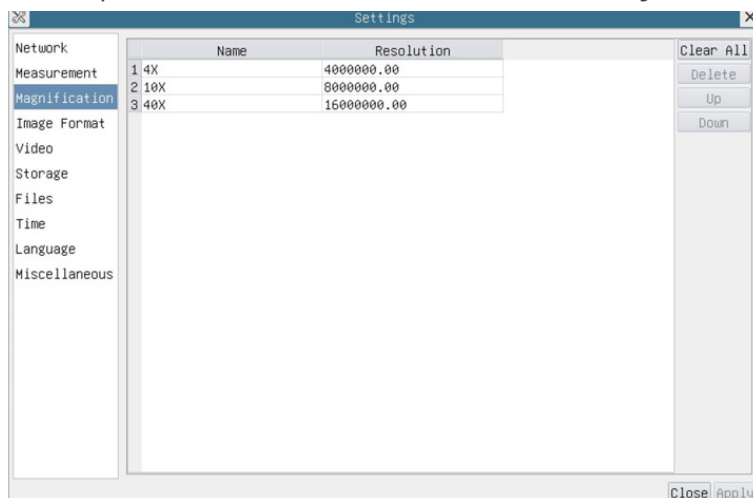 Settings
Network
Measurement
Magnification
Image Format
Video
Storage
Files
Time
Language
Miscellaneous
Name Resolution
1 4X 4000000.00
2 10X 8000000.00
3 40X 16000000.00
Clear All
Delete
Up
Down
Close Apply